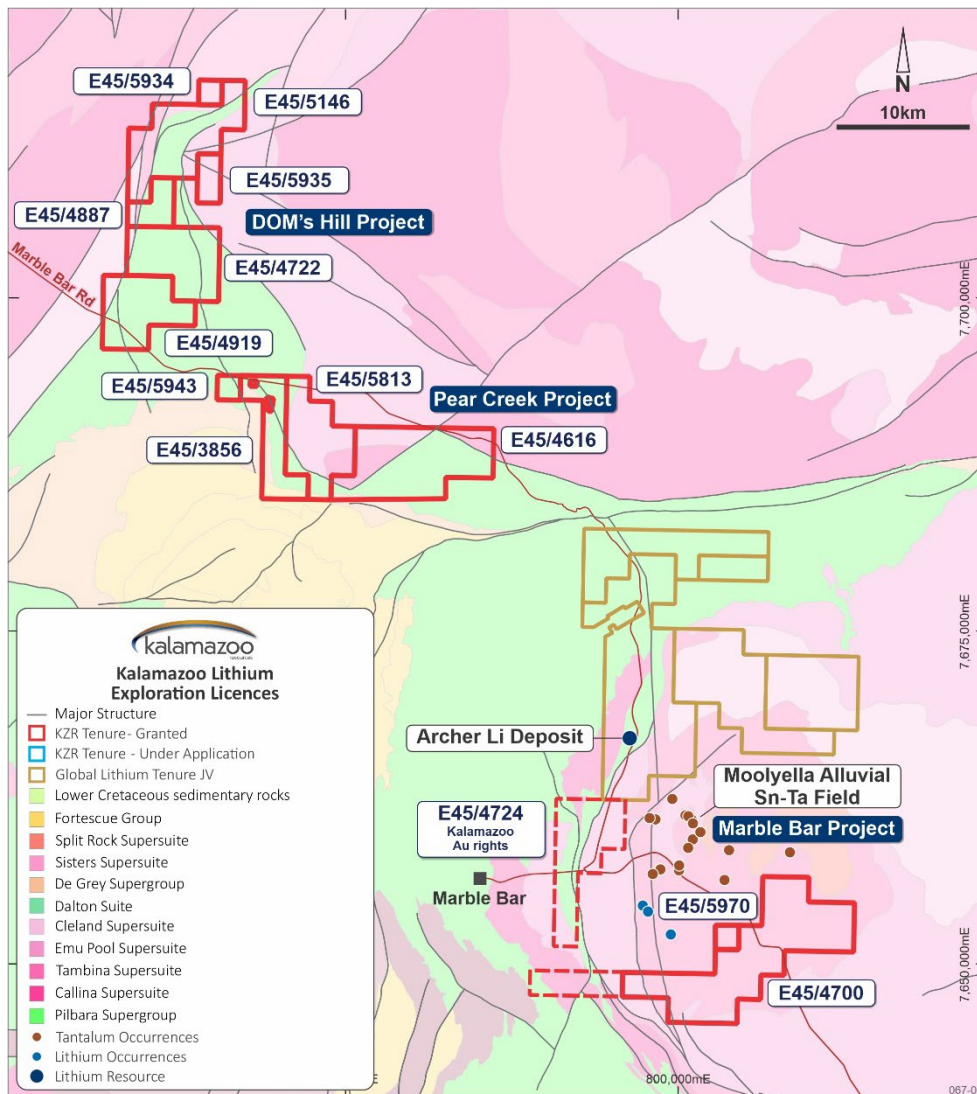 E45/5934
E45/5146
N
10km
E45/5935
E45/4887
DOM's Hill Project
Marble Bar Rd
E45/4722
7,700,000mE
E45/4919
E45/5943
E45/5813
Pear Creek Project
E45/3856
E45/4616
7,675,000mE
kalamazoo
Kalamazoo Lithium
Exploration Licences
Major Structure
KZR Tenure - Granted
KZR Tenure - Under Application
Global Lithium Tenure JV
Lower Cretaceous sedimentary rocks
Fortescue Group
Split Rock Supersuite
Sisters Supersuite
De Grey Supergroup
Dalton Suite
Cleland Supersuite
Emu Pool Supersuite
Tambina Supersuite
Callina Supersuite
Pilbara Supergroup
Tantalum Occurrences
Lithium Occurrences
Lithium Resource
Archer Li Deposit
Moolyella Alluvial
Sn-Ta Field
Marble Bar Project
E45/4724
Kalamazoo
Au rights
Marble Bar
E45/5970
E45/4700
7,650,000mE
800,000mE
067-0